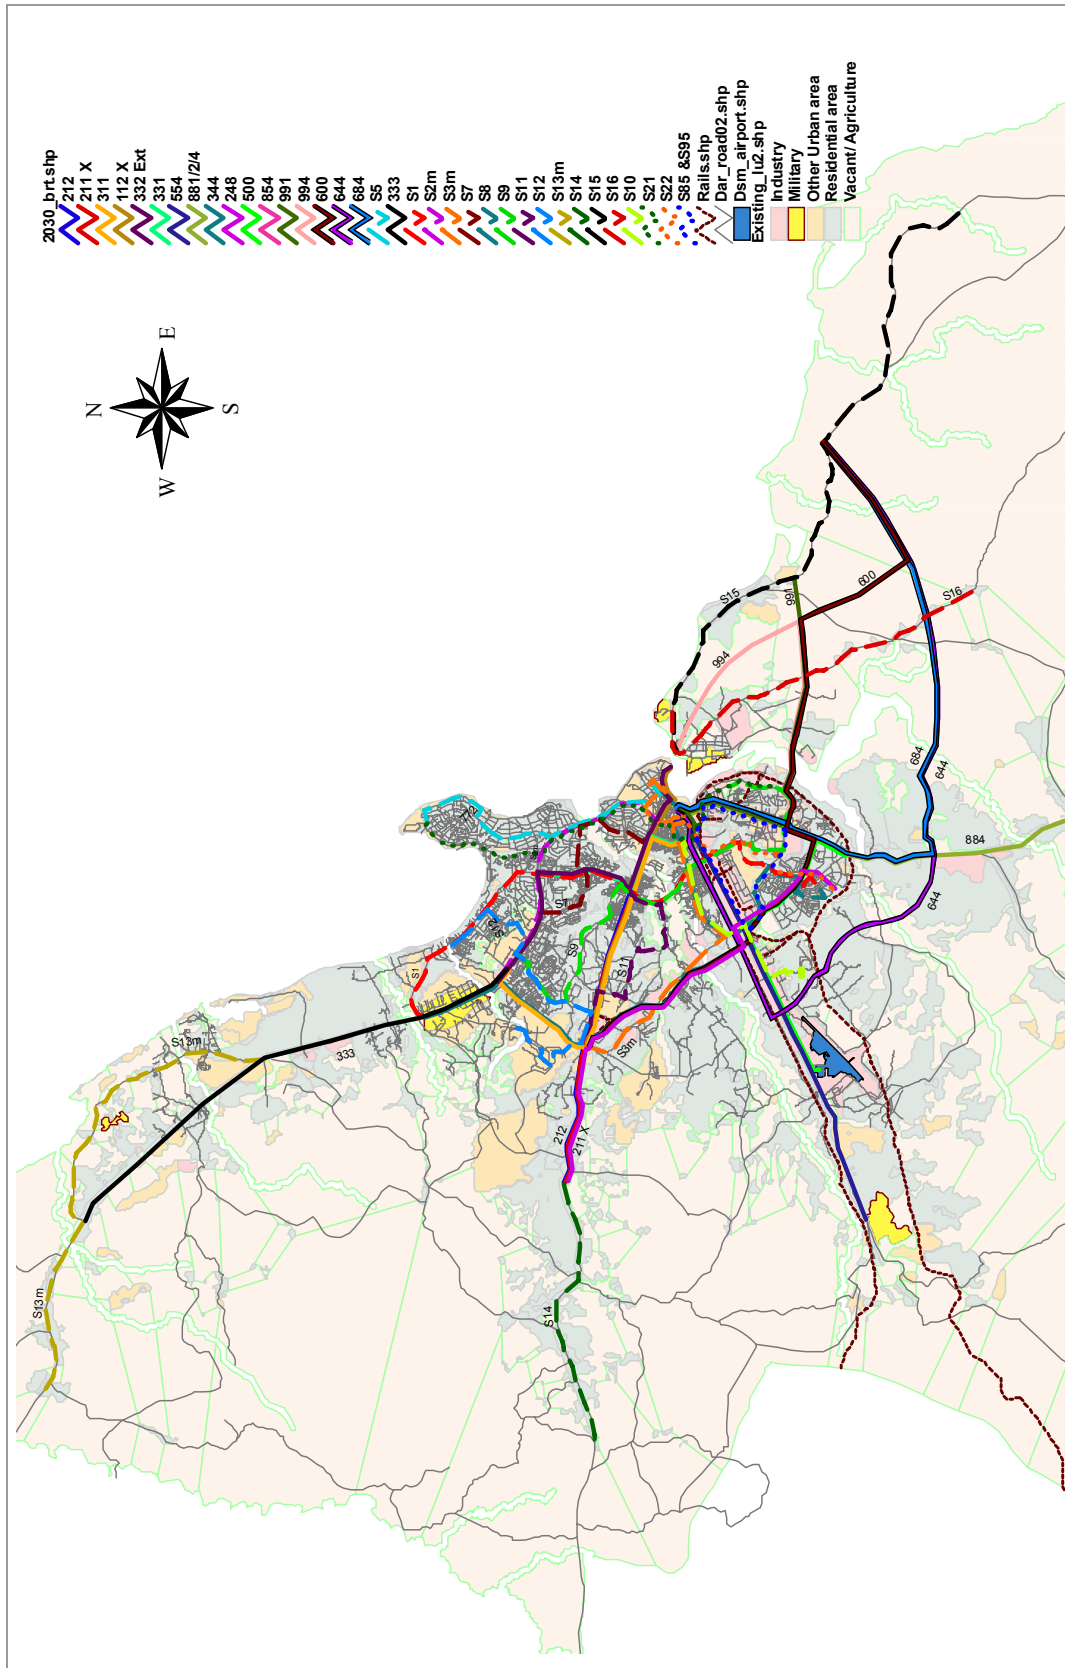 2030_brt.shp
212
211 X
311
112 X
332 Ext
331
554
881/2/4
344
248
500
854
991
994
600
644
684
S5
333
S1
S2m
S3m
S7
S8
S9
S11
S12
S13m
S14
S15
S16
S10
S21
S22
S85 &S95
Rails.shp
Dar_road02.shp
Dsm_airport.shp
Existing_lu2.shp
Industry
Military
Other Urban area
Residential area
Vacant/ Agriculture
N
E
S
W
S13m
S13m
333
S1
S12
S7
S9
S11
S3m
212
211 X
S14
772
S15
994
991
600
S16
684
644
884
644